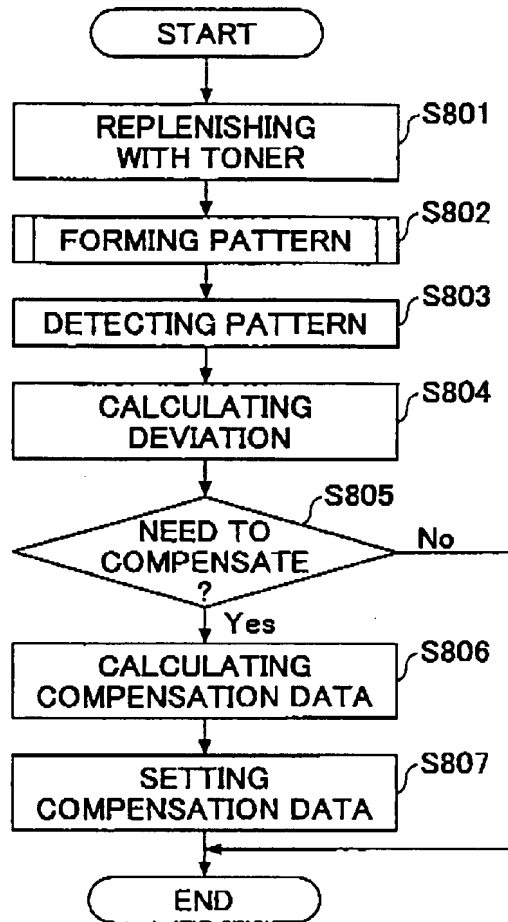 START
REPLENISHING
WITH TONER
S801
FORMING PATTERN
S802
DETECTING PATTERN
S803
CALCULATING
DEVIATION
S804
NEED TO
COMPENSATE
?
S805
No
Yes
CALCULATING
COMPENSATION DATA
S806
SETTING
COMPENSATION DATA
S807
END